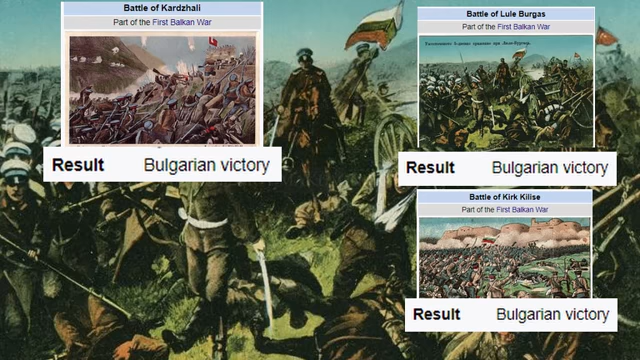 Battle of Kardzhali
Part of the First Balkan War
Result Bulgarian victory
Battle of Lule Burgas
Part of the First Balkan War
Result Bulgarian victory
Battle of Kirk Kilise
Part of the First Balkan War
Result Bulgarian victory